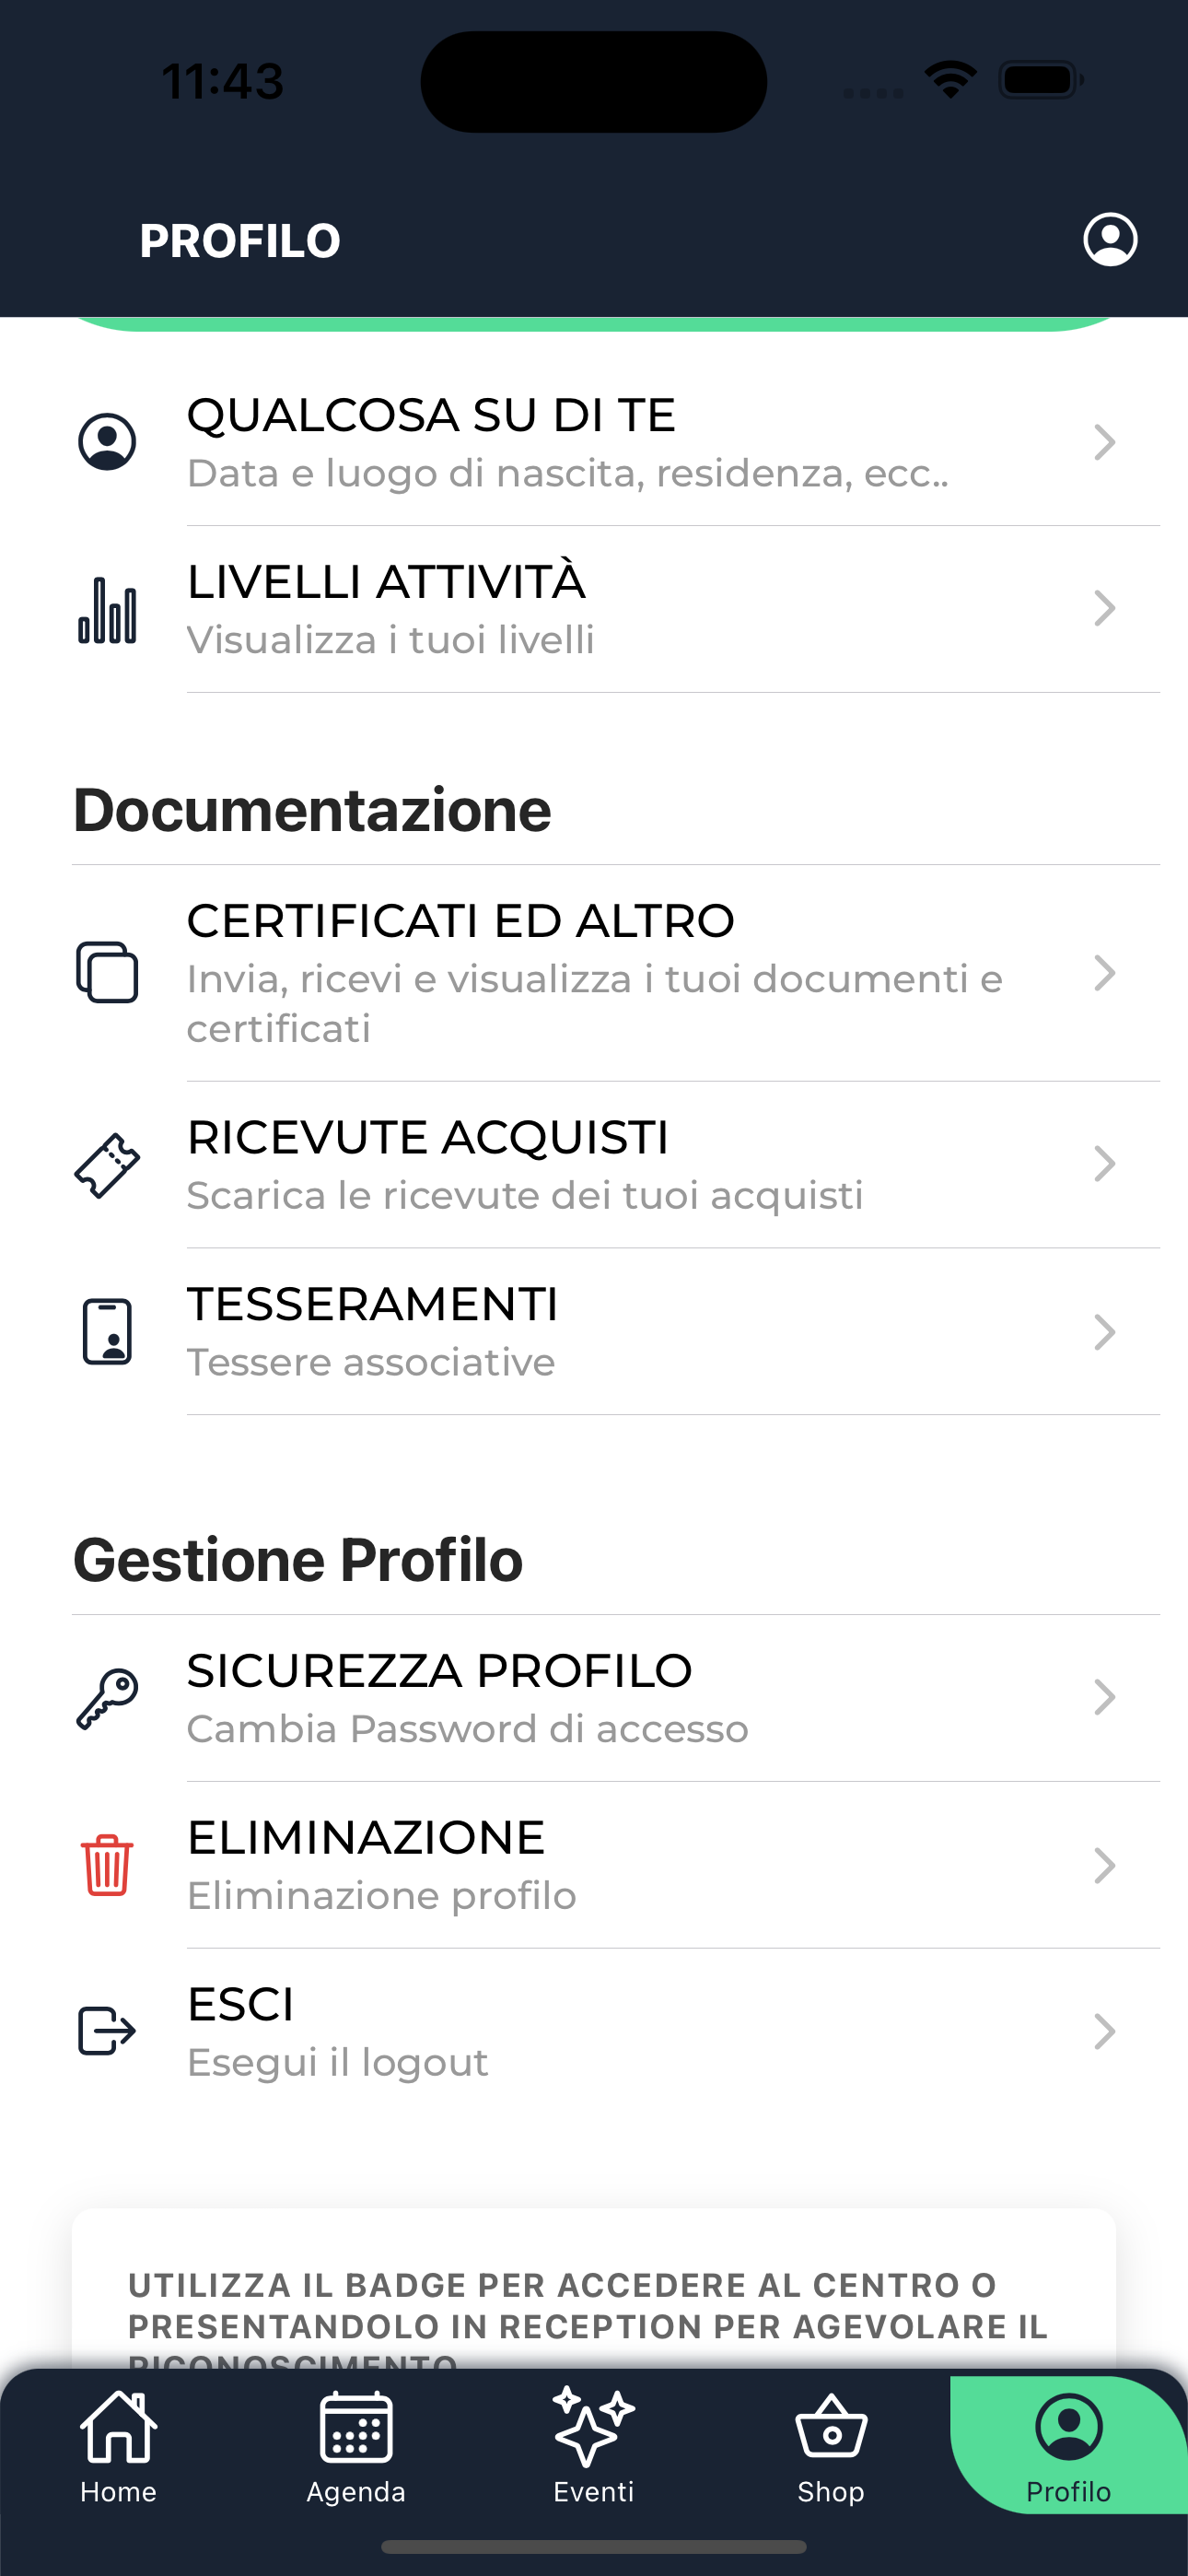 11:43
PROFILO
QUALCOSA SU DI TE
Data e luogo di nascita, residenza, ecc..
LIVELLI ATTIVITÀ
Visualizza i tuoi livelli
Documentazione
CERTIFICATI ED ALTRO
Invia, ricevi e visualizza i tuoi documenti e
certificati
RICEVUTE ACQUISTI
Scarica le ricevute dei tuoi acquisti
TESSERAMENTI
Tessere associative
Gestione Profilo
SICUREZZA PROFILO
Cambia Password di accesso
ELIMINAZIONE
Eliminazione profilo
ESCI
Esegui il logout
UTILIZZA IL BADGE PER ACCEDERE AL CENTRO O
PRESENTANDOLO IN RECEPTION PER AGEVOLARE IL
RICONOSCIMENTO
Home
Agenda
Eventi
Shop
Profilo